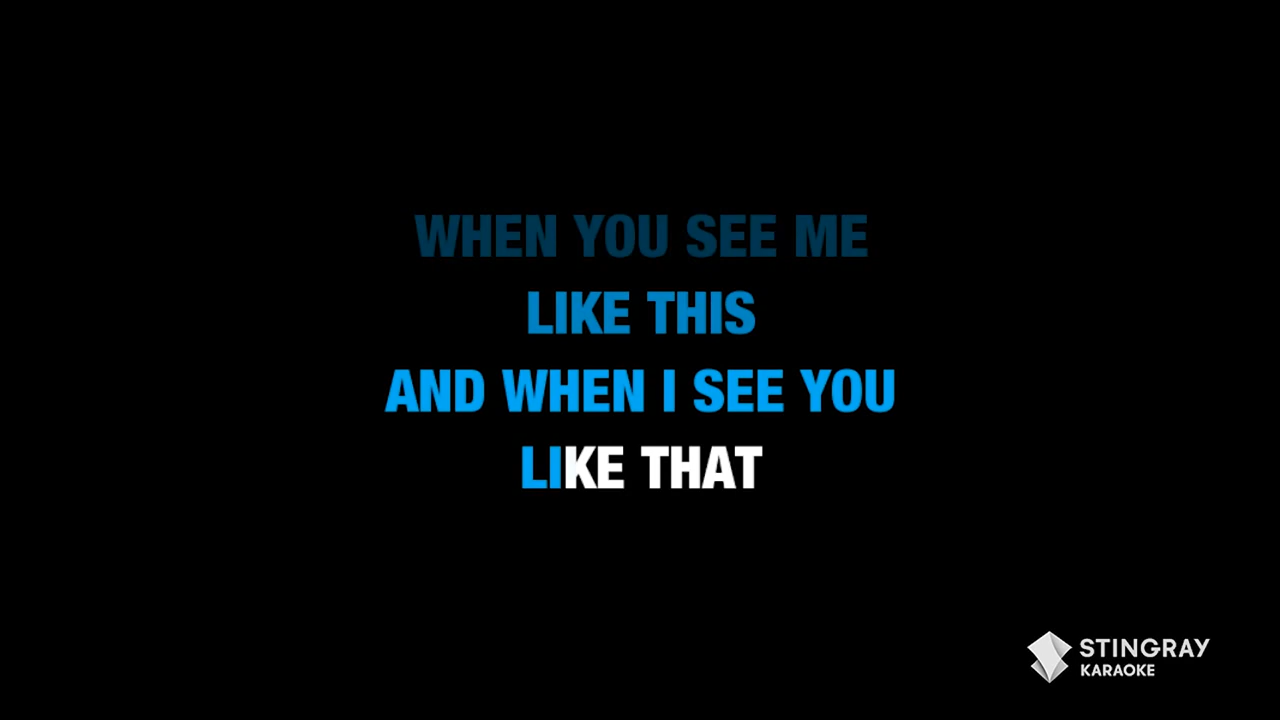 WHEN YOU SEE ME
LIKE THIS
AND WHEN I SEE YOU
LIKE THAT
STINGRAY
KARAOKE